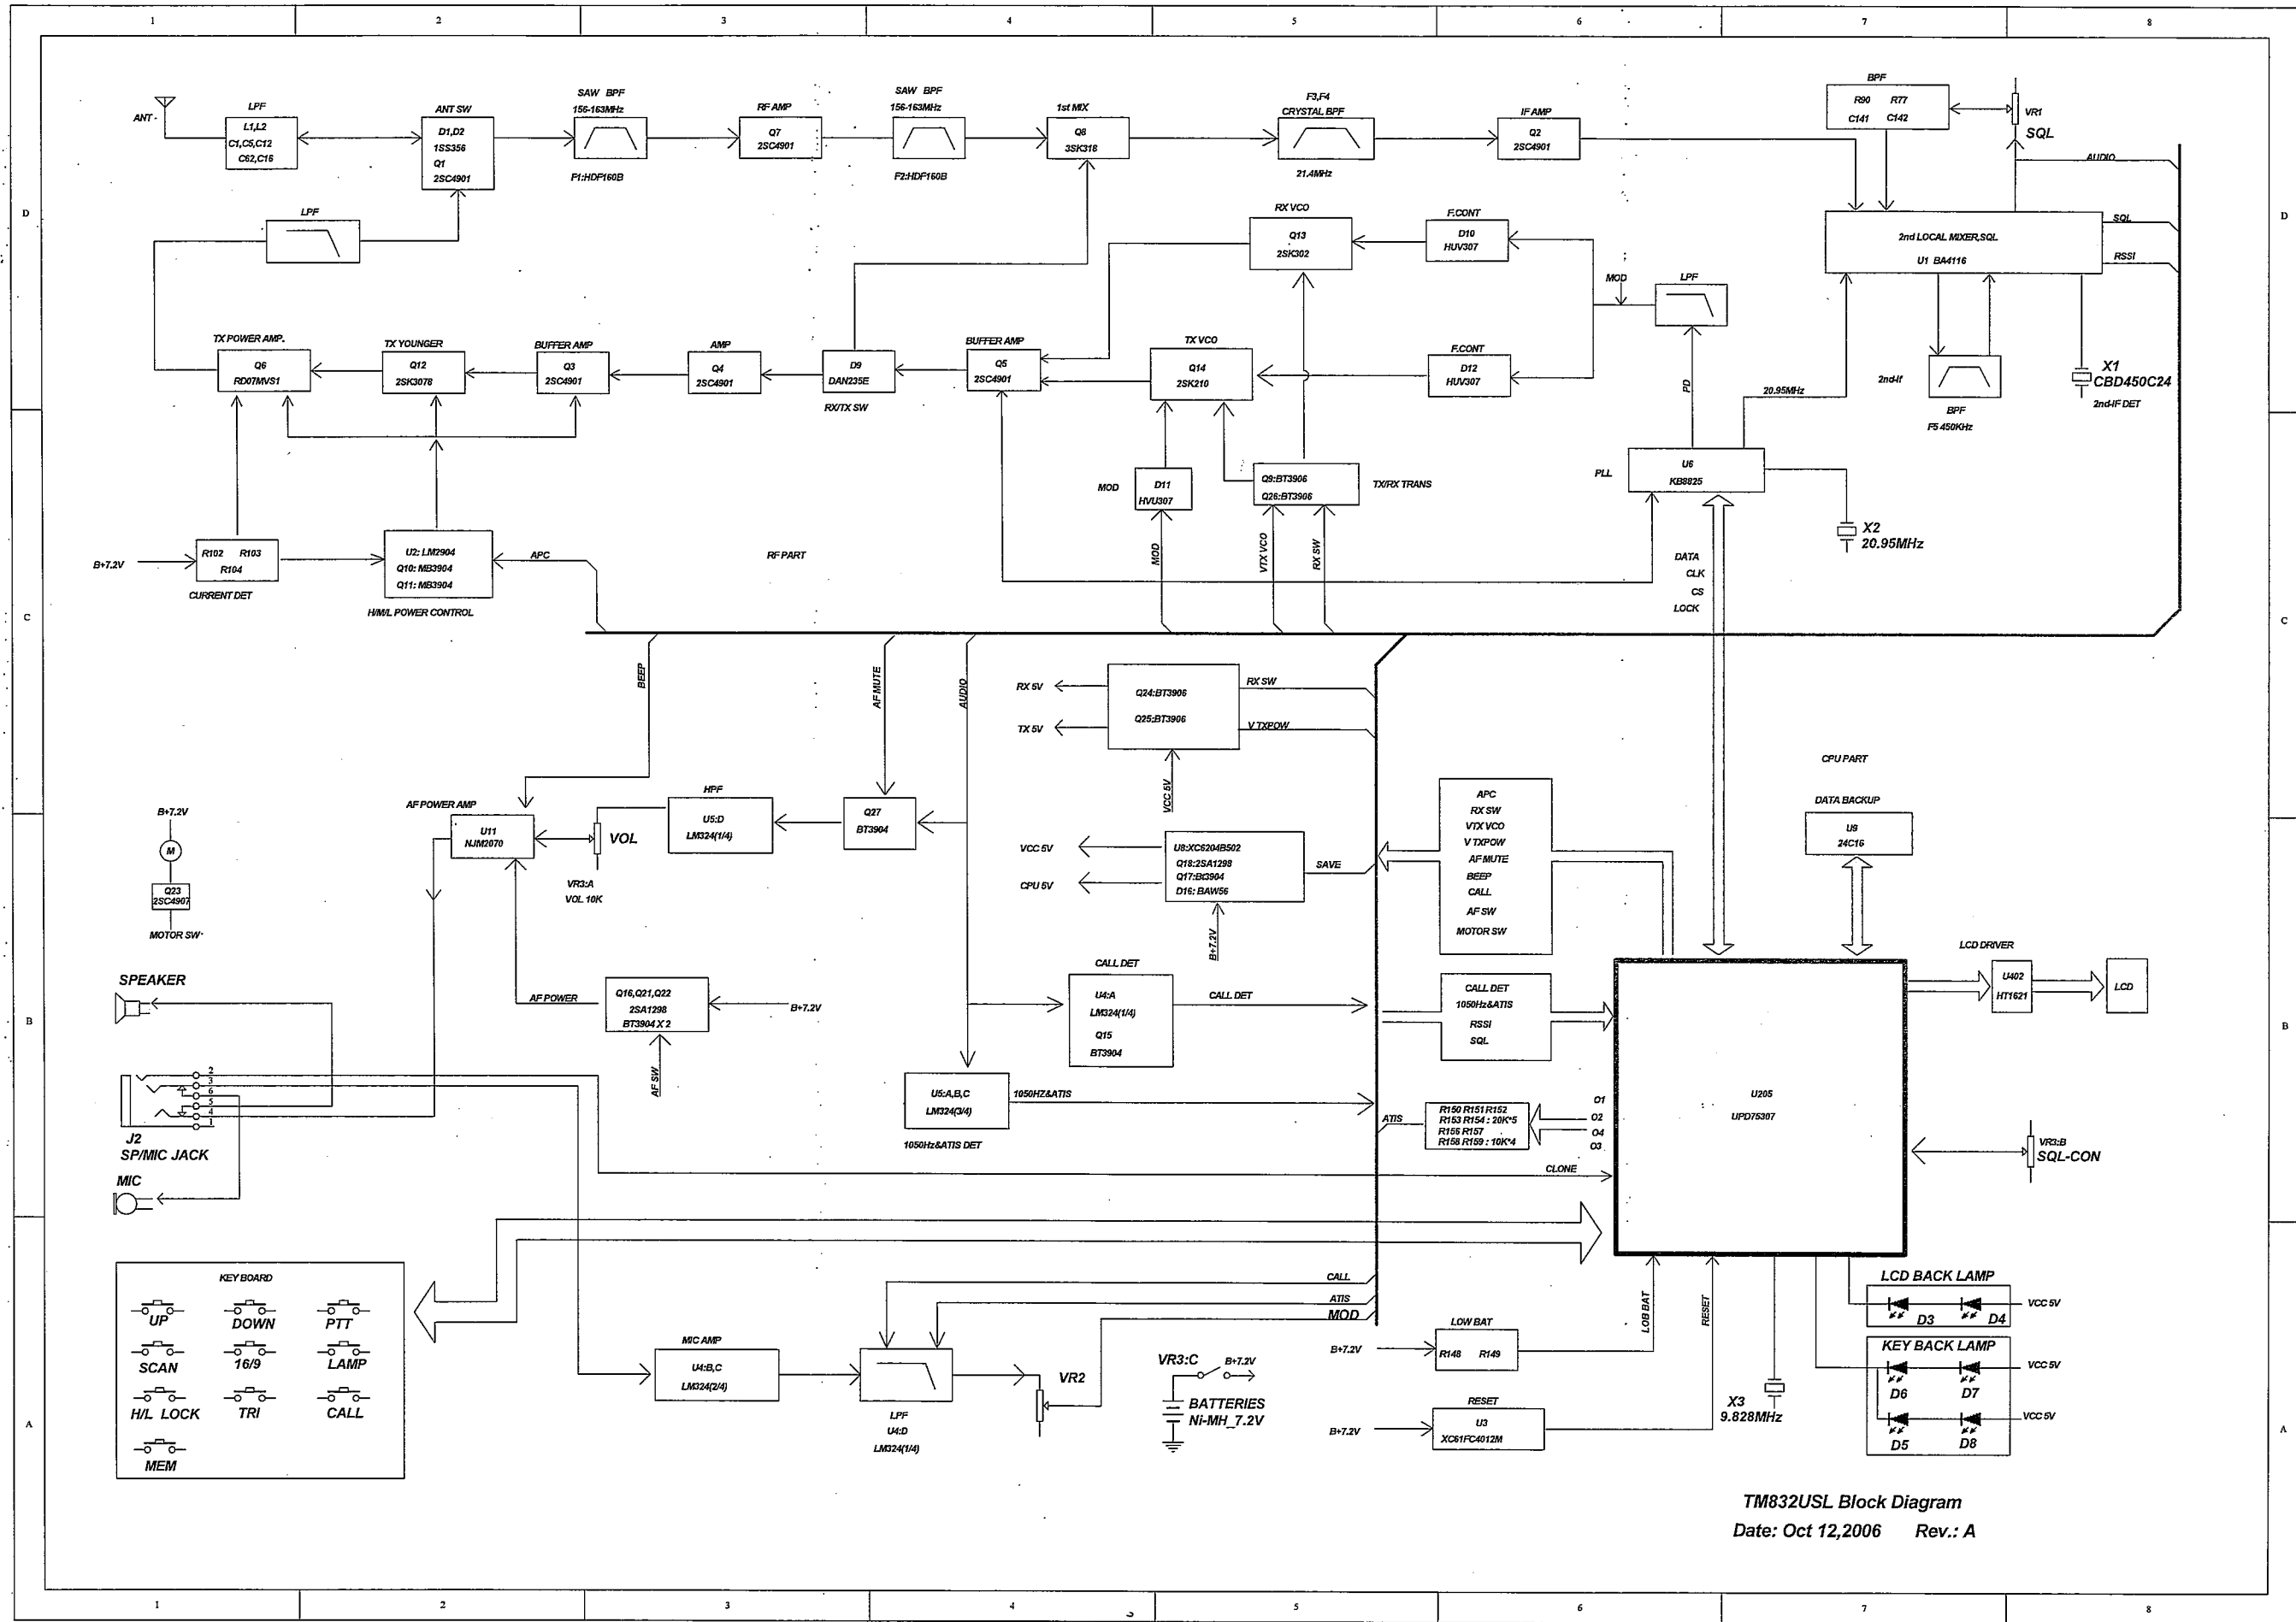 1 2 3 4 5 6 7 8
ANT
LPF
L1,L2
C1,C5,C12
C62,C16
ANT SW
D1,D2
1SS356
Q1
2SC4901
SAW BPF
156-163MHz
F1:HDF160B
RF AMP
Q7
2SC4901
SAW BPF
156-163MHz
F2:HDF160B
1st MIX
Q8
3SK318
F3,F4
CRYSTAL BPF
21.4MHz
IF AMP
Q2
2SC4901
BPF
R90 R77
C141 C142
VR1
SQL
AUDIO
D
LPF
RX VCO
Q13
2SK302
F.CONT
D10
HUV307
MOD
LPF
2nd LOCAL MIXER,SQL
U1 BA4116
SQL
RSSI
D
TX POWER AMP.
Q6
RD07MVS1
TX YOUNGER
Q12
2SK3078
BUFFER AMP
Q3
2SC4901
AMP
Q4
2SC4901
D9
DAN235E
RX/TX SW
BUFFER AMP
Q5
2SC4901
TX VCO
Q14
2SK210
F.CONT
D12
HUV307
PD
20.95MHz
2nd-If
BPF
F5 450KHz
X1
CBD450C24
2nd-IF DET
MOD
D11
HVU307
Q9:BT3906
Q26:BT3906
TX/RX TRANS
PLL
U6
KB8825
X2
20.95MHz
B+7.2V
R102 R103
R104
CURRENT DET
U2: LM2904
Q10: MB3904
Q11: MB3904
H/M/L POWER CONTROL
APC
RF PART
MOD
VTX VCO
RX SW
DATA
CLK
CS
LOCK
C
C
BEEP
AF MUTE
AUDIO
RX 5V
TX 5V
Q24:BT3906
Q25:BT3906
RX SW
V TXPOW
VCC 5V
CPU PART
B+7.2V
M
Q23
2SC4907
MOTOR SW
AF POWER AMP
U11
NJM2070
VOL
VR3:A
VOL 10K
HPF
U5:D
LM324(1/4)
Q27
BT3904
VCC 5V
CPU 5V
U8:XC6204B502
Q18:2SA1298
Q17:Bt3904
D16: BAW56
SAVE
B+7.2V
APC
RX SW
VTX VCO
V TXPOW
AF MUTE
BEEP
CALL
AF SW
MOTOR SW
DATA BACKUP
U9
24C16
SPEAKER
AF POWER
Q16,Q21,Q22
2SA1298
BT3904 X 2
B+7.2V
AF SW
CALL DET
U4:A
LM324(1/4)
Q15
BT3904
CALL DET
CALL DET
1050Hz&ATIS
RSSI
SQL
LCD DRIVER
U402
HT1621
LCD
B
B
2
3
6
5
4
1
J2
SP/MIC JACK
MIC
U5:A,B,C
LM324(3/4)
1050HZ&ATIS
1050Hz&ATIS DET
ATIS
R150 R151 R152
R153 R154 : 20K*5
R156 R157
R158 R159 : 10K*4
O1
O2
O4
O3
U205
UPD75307
CLONE
VR3:B
SQL-CON
KEY BOARD
UP DOWN PTT
SCAN 16/9 LAMP
H/L LOCK TRI CALL
MEM
MIC AMP
U4:B,C
LM324(2/4)
LPF
U4:D
LM324(1/4)
CALL
ATIS
MOD
VR2
VR3:C
B+7.2V
BATTERIES
Ni-MH_7.2V
LOW BAT
B+7.2V
R148 R149
LOB BAT
RESET
RESET
B+7.2V
U3
XC61FC4012M
X3
9.828MHz
LCD BACK LAMP
D3 D4
VCC 5V
KEY BACK LAMP
D6 D7
VCC 5V
D5 D8
VCC 5V
A
A
TM832USL Block Diagram
Date: Oct 12,2006 Rev.: A
1 2 3 4 5 6 7 8